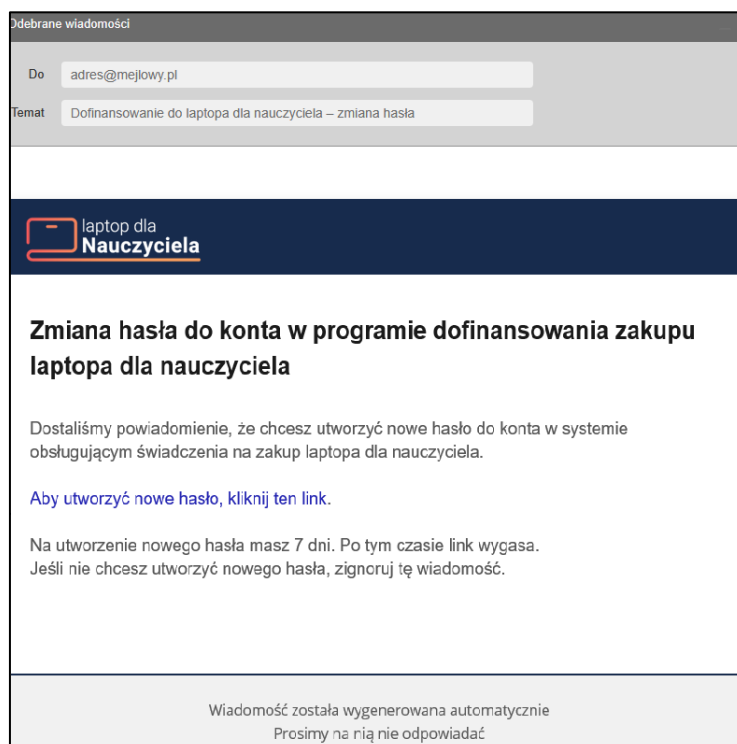 Odebrane wiadomości
Do adres@mejlowy.pl
Temat Dofinansowanie do laptopa dla nauczyciela – zmiana hasła
laptop dla
Nauczyciela
Zmiana hasła do konta w programie dofinansowania zakupu
laptopa dla nauczyciela
Dostaliśmy powiadomienie, że chcesz utworzyć nowe hasło do konta w systemie
obsługującym świadczenia na zakup laptopa dla nauczyciela.
Aby utworzyć nowe hasło, kliknij ten link.
Na utworzenie nowego hasła masz 7 dni. Po tym czasie link wygasa.
Jeśli nie chcesz utworzyć nowego hasła, zignoruj tę wiadomość.
Wiadomość została wygenerowana automatycznie
Prosimy na nią nie odpowiadać